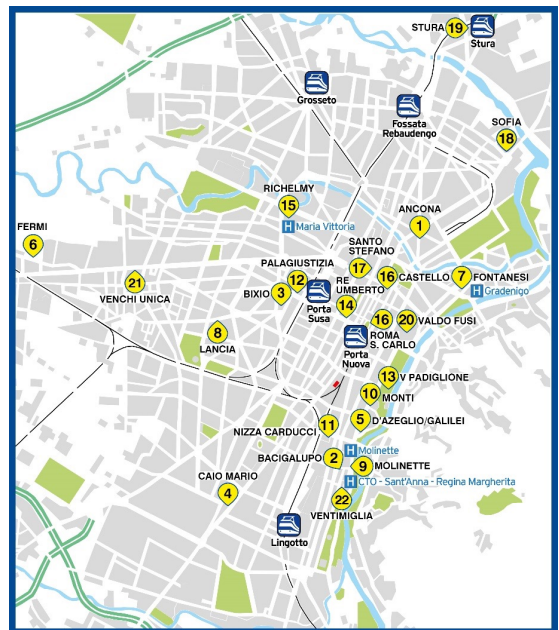 STURA 19
Stura
Grosseto
Fossata
Rebaudengo
SOFIA
18
RICHELMY
15
H Maria Vittoria
ANCONA
1
FERMI
6
SANTO
STEFANO
17
16 CASTELLO
7 FONTANESI
H Gradenigo
PALAGIUSTIZIA
12
21
VENCHI UNICA
BIXIO 3
Porta
Susa
RE
UMBERTO
14
8
LANCIA
16
ROMA
S. CARLO
20 VALDO FUSI
Porta
Nuova
13 V PADIGLIONE
10 MONTI
5 D'AZEGLIO/GALILEI
NIZZA CARDUCCI 11
H Molinette
BACIGALUPO 2
9 MOLINETTE
H CTO - Sant'Anna - Regina Margherita
CAIO MARIO
4
22
VENTIMIGLIA
Lingotto